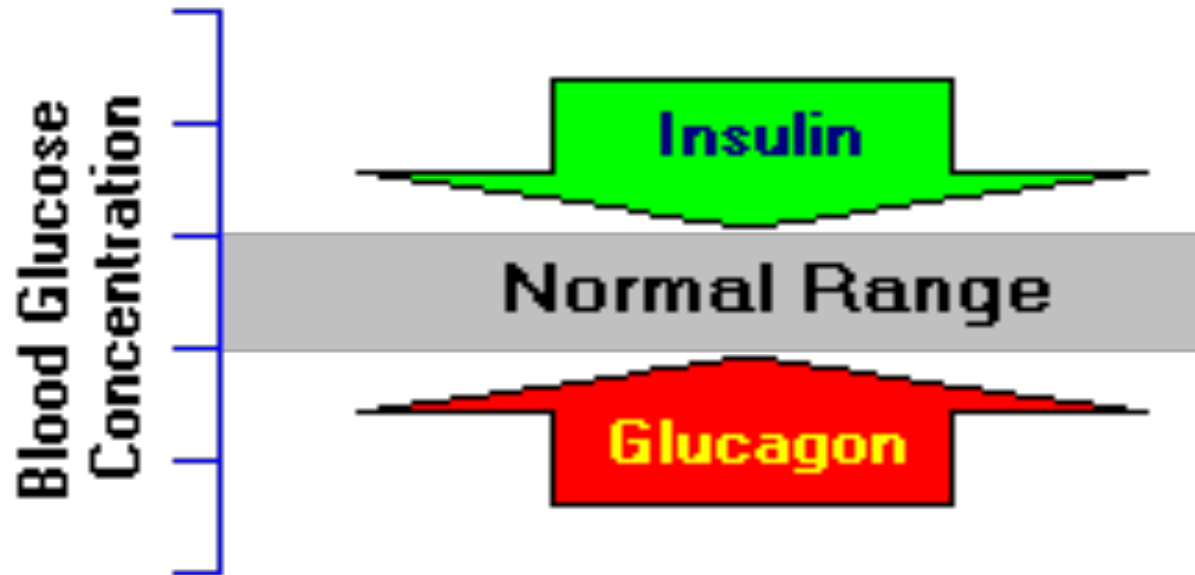 Blood Glucose
Concentration
Insulin
Normal Range
Glucagon